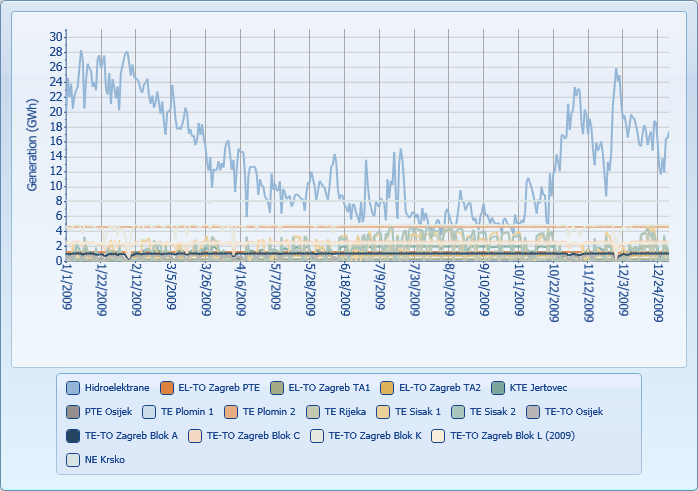 30
28
26
24
22
20
18
16
14
12
10
8
6
4
2
0
Generation (GWh)
1/1/2009 1/22/2009 2/12/2009 3/5/2009 3/26/2009 4/16/2009 5/7/2009 5/28/2009 6/18/2009 7/9/2009 7/30/2009 8/20/2009 9/10/2009 10/1/2009 10/22/2009 11/12/2009 12/3/2009 12/24/2009
Hidroelektrane EL-TO Zagreb PTE EL-TO Zagreb TA1 EL-TO Zagreb TA2 KTE Jertovec
PTE Osijek TE Plomin 1 TE Plomin 2 TE Rijeka TE Sisak 1 TE Sisak 2 TE-TO Osijek
TE-TO Zagreb Blok A TE-TO Zagreb Blok C TE-TO Zagreb Blok K TE-TO Zagreb Blok L (2009)
NE Krsko